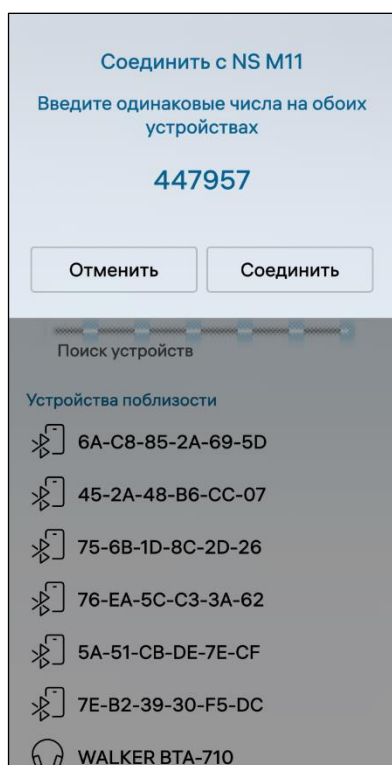 Соединить с NS M11
Введите одинаковые числа на обоих
устройствах
447957
Отменить
Соединить
Поиск устройств
Устройства поблизости
6A-C8-85-2A-69-5D
45-2A-48-B6-CC-07
75-6B-1D-8C-2D-26
76-EA-5C-C3-3A-62
5A-51-CB-DE-7E-CF
7E-B2-39-30-F5-DC
WALKER BTA-710